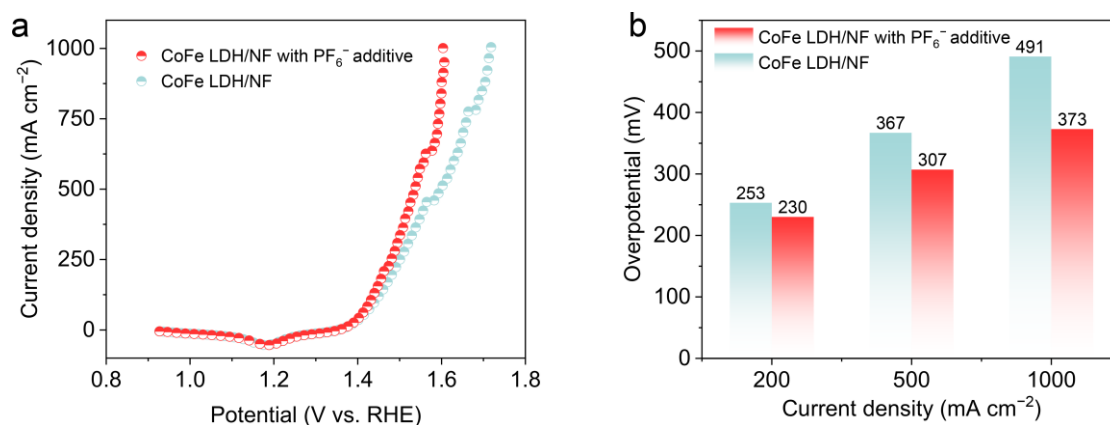 a
CoFe LDH/NF with PF₆⁻ additive
CoFe LDH/NF
Current density (mA cm⁻²)
1000
750
500
250
0
0.8 1.0 1.2 1.4 1.6 1.8
Potential (V vs. RHE)
b
CoFe LDH/NF with PF₆⁻ additive
CoFe LDH/NF
Overpotential (mV)
500
400
300
200
100
0
253 230
367 307
491 373
200 500 1000
Current density (mA cm⁻²)